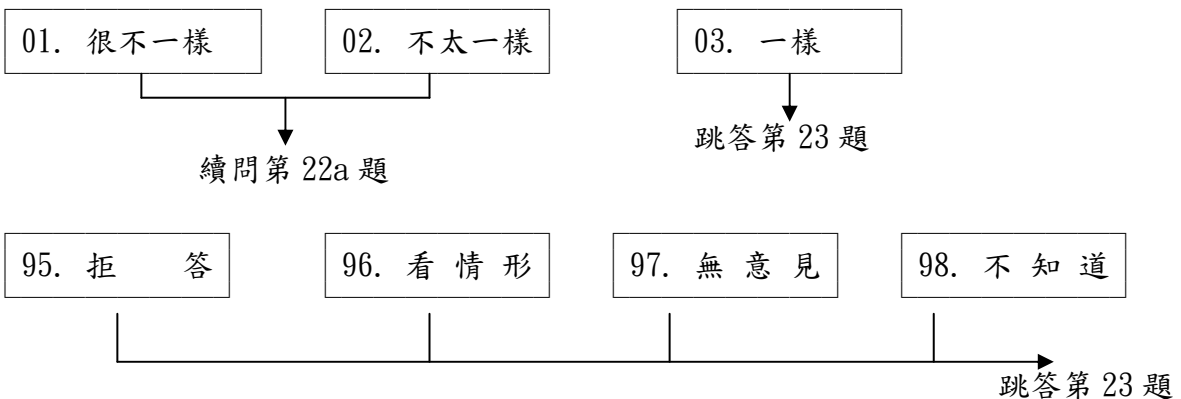 01. 很不一樣 02. 不太一樣 03. 一樣
跳答第 23 題
續問第 22a 題
95. 拒 答 96. 看 情 形 97. 無 意 見 98. 不 知 道
跳答第 23 題